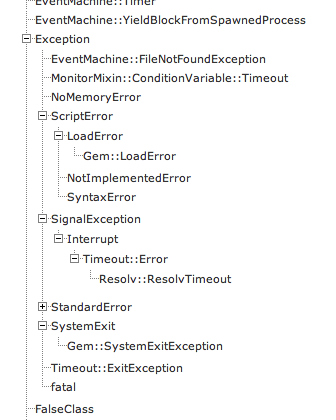 EventMachine::Timer
EventMachine::YieldBlockFromSpawnedProcess
Exception
EventMachine::FileNotFoundException
MonitorMixin::ConditionVariable::Timeout
NoMemoryError
ScriptError
LoadError
Gem::LoadError
NotImplementedError
SyntaxError
SignalException
Interrupt
Timeout::Error
Resolv::ResolvTimeout
StandardError
SystemExit
Gem::SystemExitException
Timeout::ExitException
fatal
FalseClass